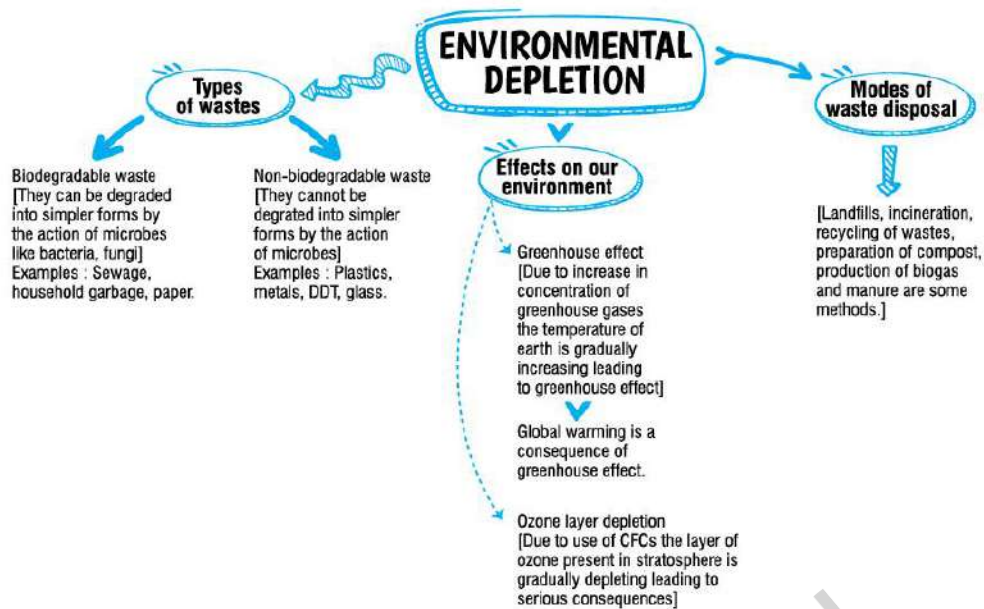 ENVIRONMENTAL
DEPLETION
Types
of wastes
Biodegradable waste
[They can be degraded
into simpler forms by
the action of microbes
like bacteria, fungi]
Examples : Sewage,
household garbage, paper.
Non-biodegradable waste
[They cannot be
degrated into simpler
forms by the action
of microbes]
Examples : Plastics,
metals, DDT, glass.
Effects on our
environment
Greenhouse effect
[Due to increase in
concentration of
greenhouse gases
the temperature of
earth is gradually
increasing leading
to greenhouse effect]
Global warming is a
consequence of
greenhouse effect.
Ozone layer depletion
[Due to use of CFCs the layer of
ozone present in stratosphere is
gradually depleting leading to
serious consequences]
Modes of
waste disposal
[Landfills, incineration,
recycling of wastes,
preparation of compost,
production of biogas
and manure are some
methods.]